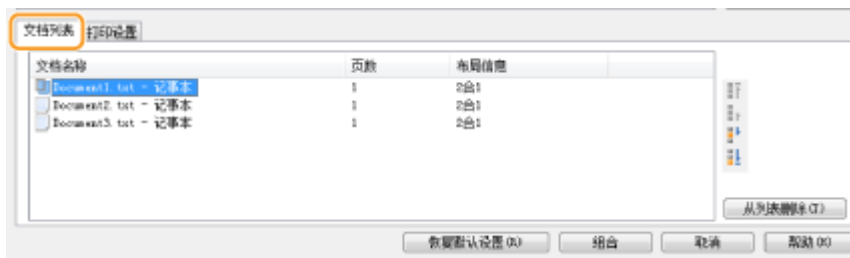 文档列表 打印设置
文档名称 页数 布局信息
Document1.txt - 记事本 1 2合1
Document2.txt - 记事本 1 2合1
Document3.txt - 记事本 1 2合1
从列表删除(T)
恢复默认设置(R) 组合 取消 帮助(H)